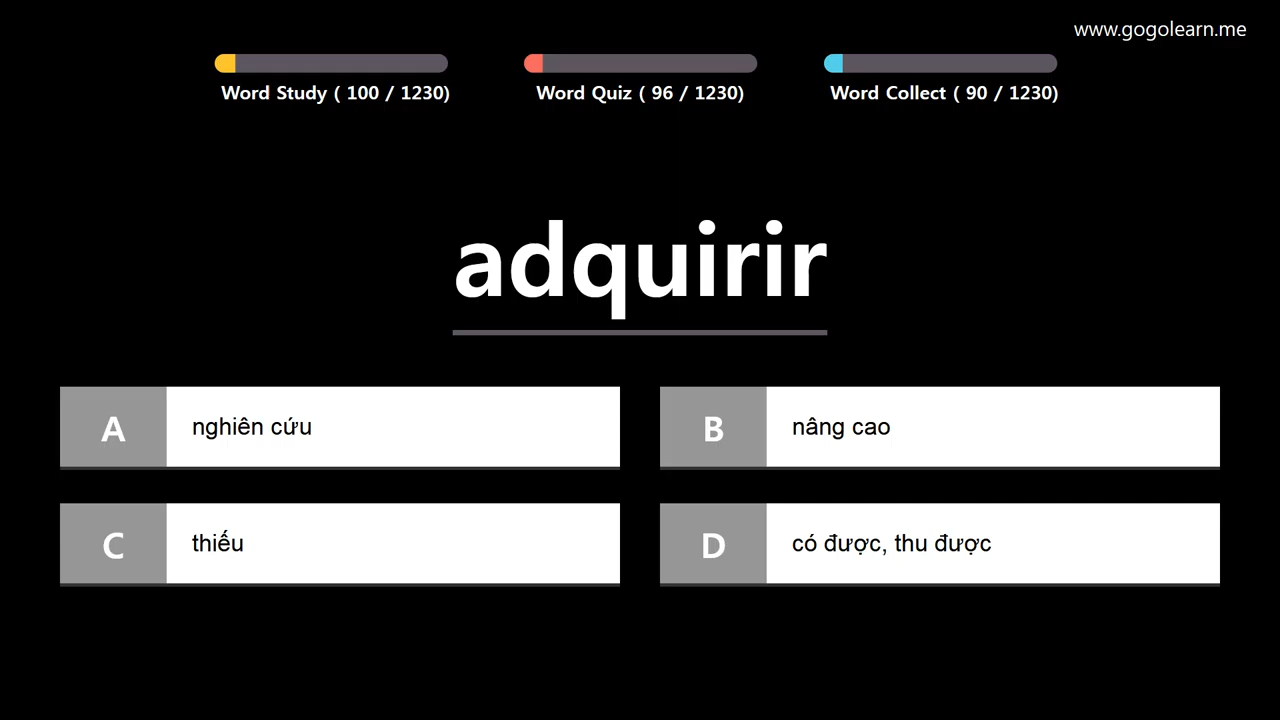 www.gogolearn.me
Word Study ( 100 / 1230)
Word Quiz ( 96 / 1230)
Word Collect ( 90 / 1230)
adquirir
A
nghiên cứu
B
nâng cao
C
thiếu
D
có được, thu được